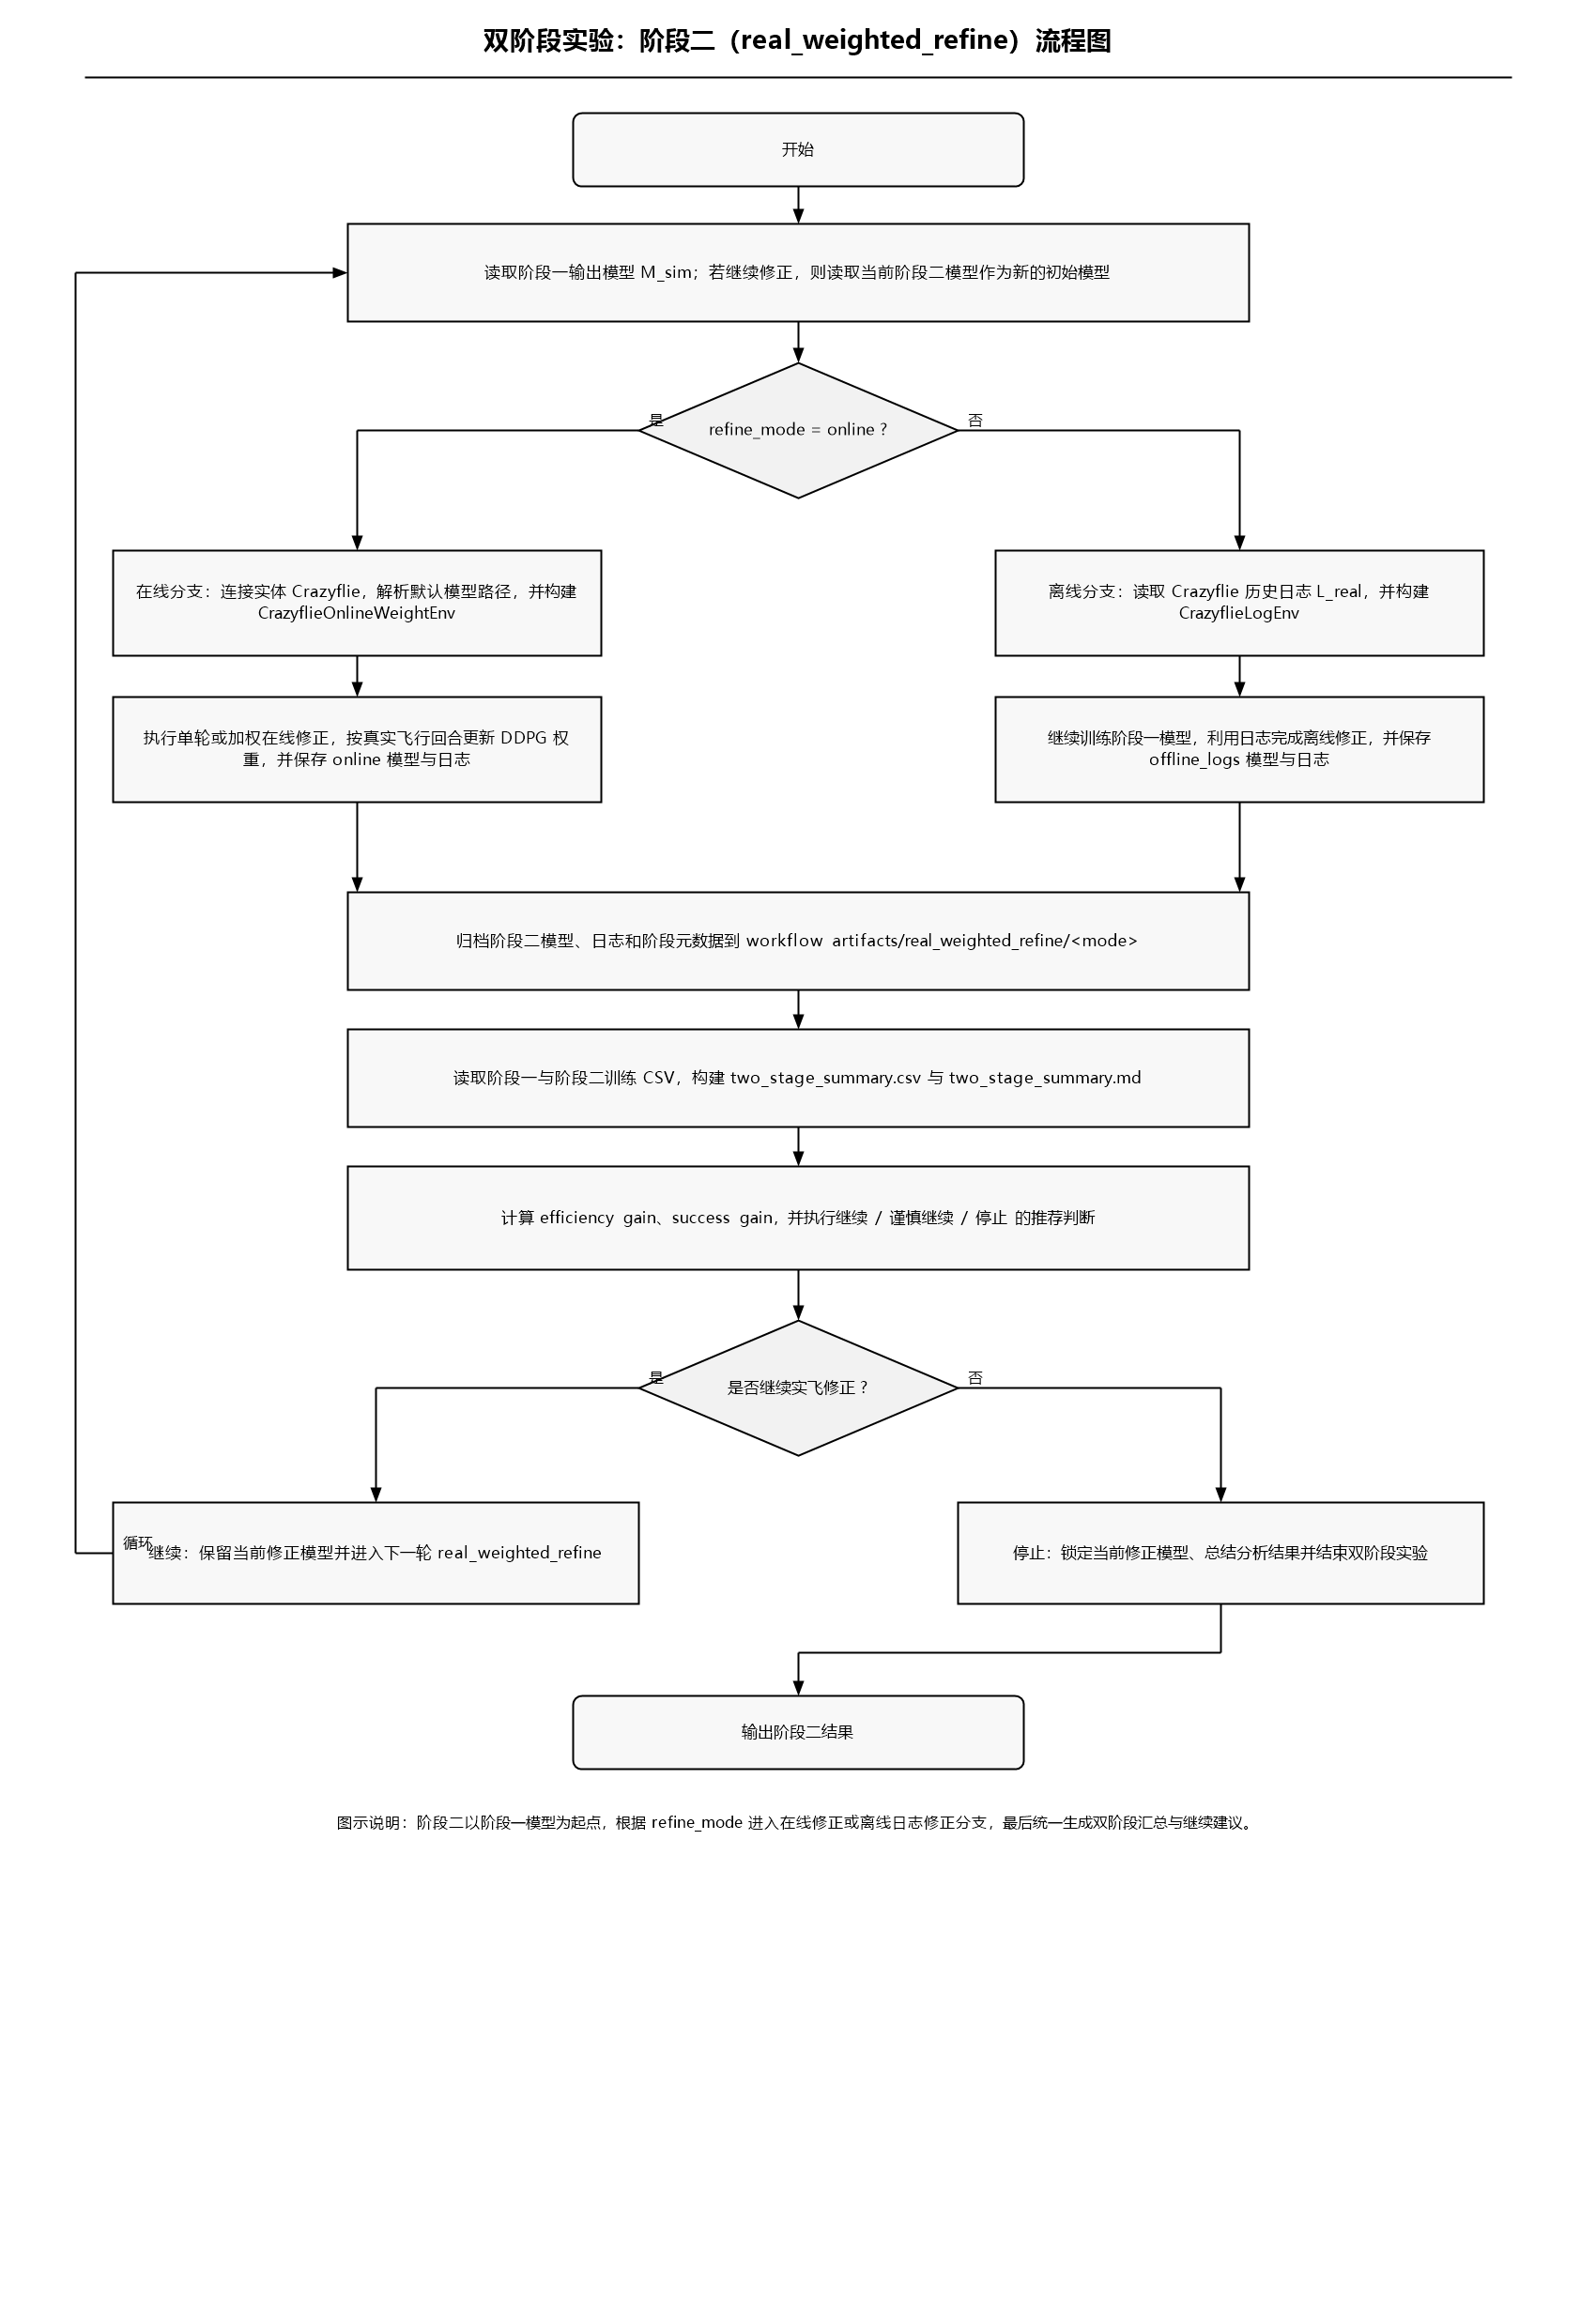 双阶段实验：阶段二（real_weighted_refine）流程图
开始
读取阶段一输出模型 M_sim；若继续修正，则读取当前阶段二模型作为新的初始模型
是
refine_mode = online ?
否
在线分支：连接实体 Crazyflie，解析默认模型路径，并构建
CrazyflieOnlineWeightEnv
离线分支：读取 Crazyflie 历史日志 L_real，并构建
CrazyflieLogEnv
执行单轮或加权在线修正，按真实飞行回合更新 DDPG 权
重，并保存 online 模型与日志
继续训练阶段一模型，利用日志完成离线修正，并保存
offline_logs 模型与日志
归档阶段二模型、日志和阶段元数据到 workflow artifacts/real_weighted_refine/<mode>
读取阶段一与阶段二训练 CSV，构建 two_stage_summary.csv 与 two_stage_summary.md
计算 efficiency gain、success gain，并执行继续 / 谨慎继续 / 停止 的推荐判断
是
是否继续实飞修正 ?
否
循环
继续：保留当前修正模型并进入下一轮 real_weighted_refine
停止：锁定当前修正模型、总结分析结果并结束双阶段实验
输出阶段二结果
图示说明：阶段二以阶段一模型为起点，根据 refine_mode 进入在线修正或离线日志修正分支，最后统一生成双阶段汇总与继续建议。